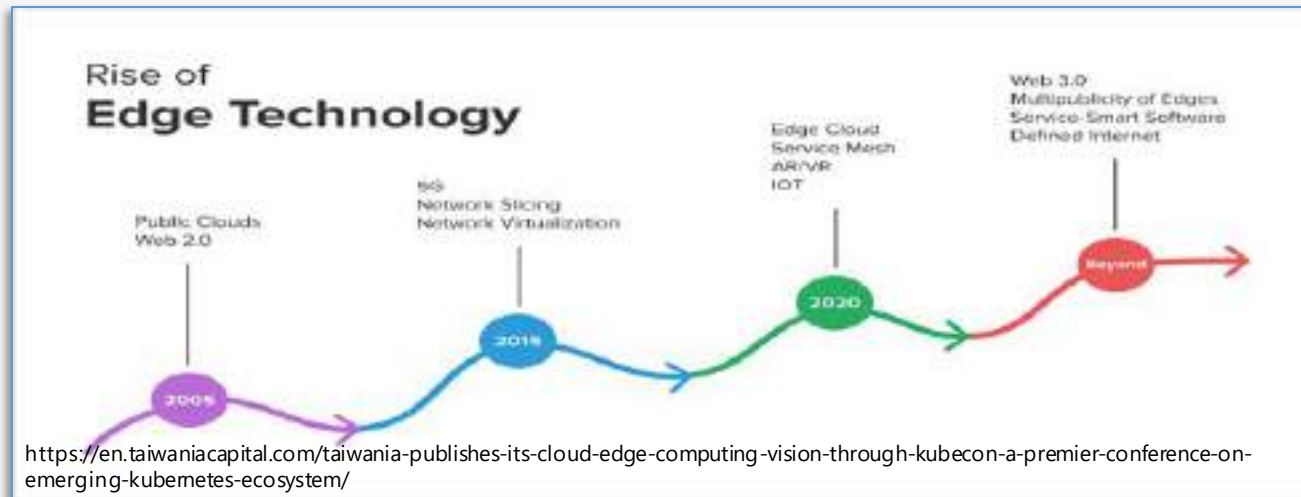 Rise of
Edge Technology
Public Clouds
Web 2.0
2005
5G
Network Slicing
Network Virtualization
2015
Edge Cloud
Service Mesh
AR/VR
IOT
2020
Web 3.0
Multipublicity of Edges
Service-Smart Software
Defined Internet
Beyond
https://en.taiwaniacapital.com/taiwania-publishes-its-cloud-edge-computing-vision-through-kubecon-a-premier-conference-on-
emerging-kubernetes-ecosystem/